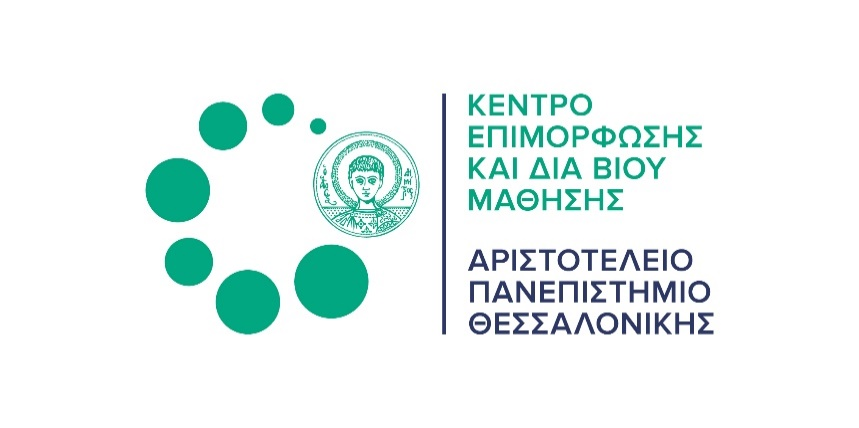 ΚΕΝΤΡΟ
ΕΠΙΜΟΡΦΩΣΗΣ
ΚΑΙ ΔΙΑ ΒΙΟΥ
ΜΑΘΗΣΗΣ
ΑΡΙΣΤΟΤΕΛΕΙΟ
ΠΑΝΕΠΙΣΤΗΜΙΟ
ΘΕΣΣΑΛΟΝΙΚΗΣ